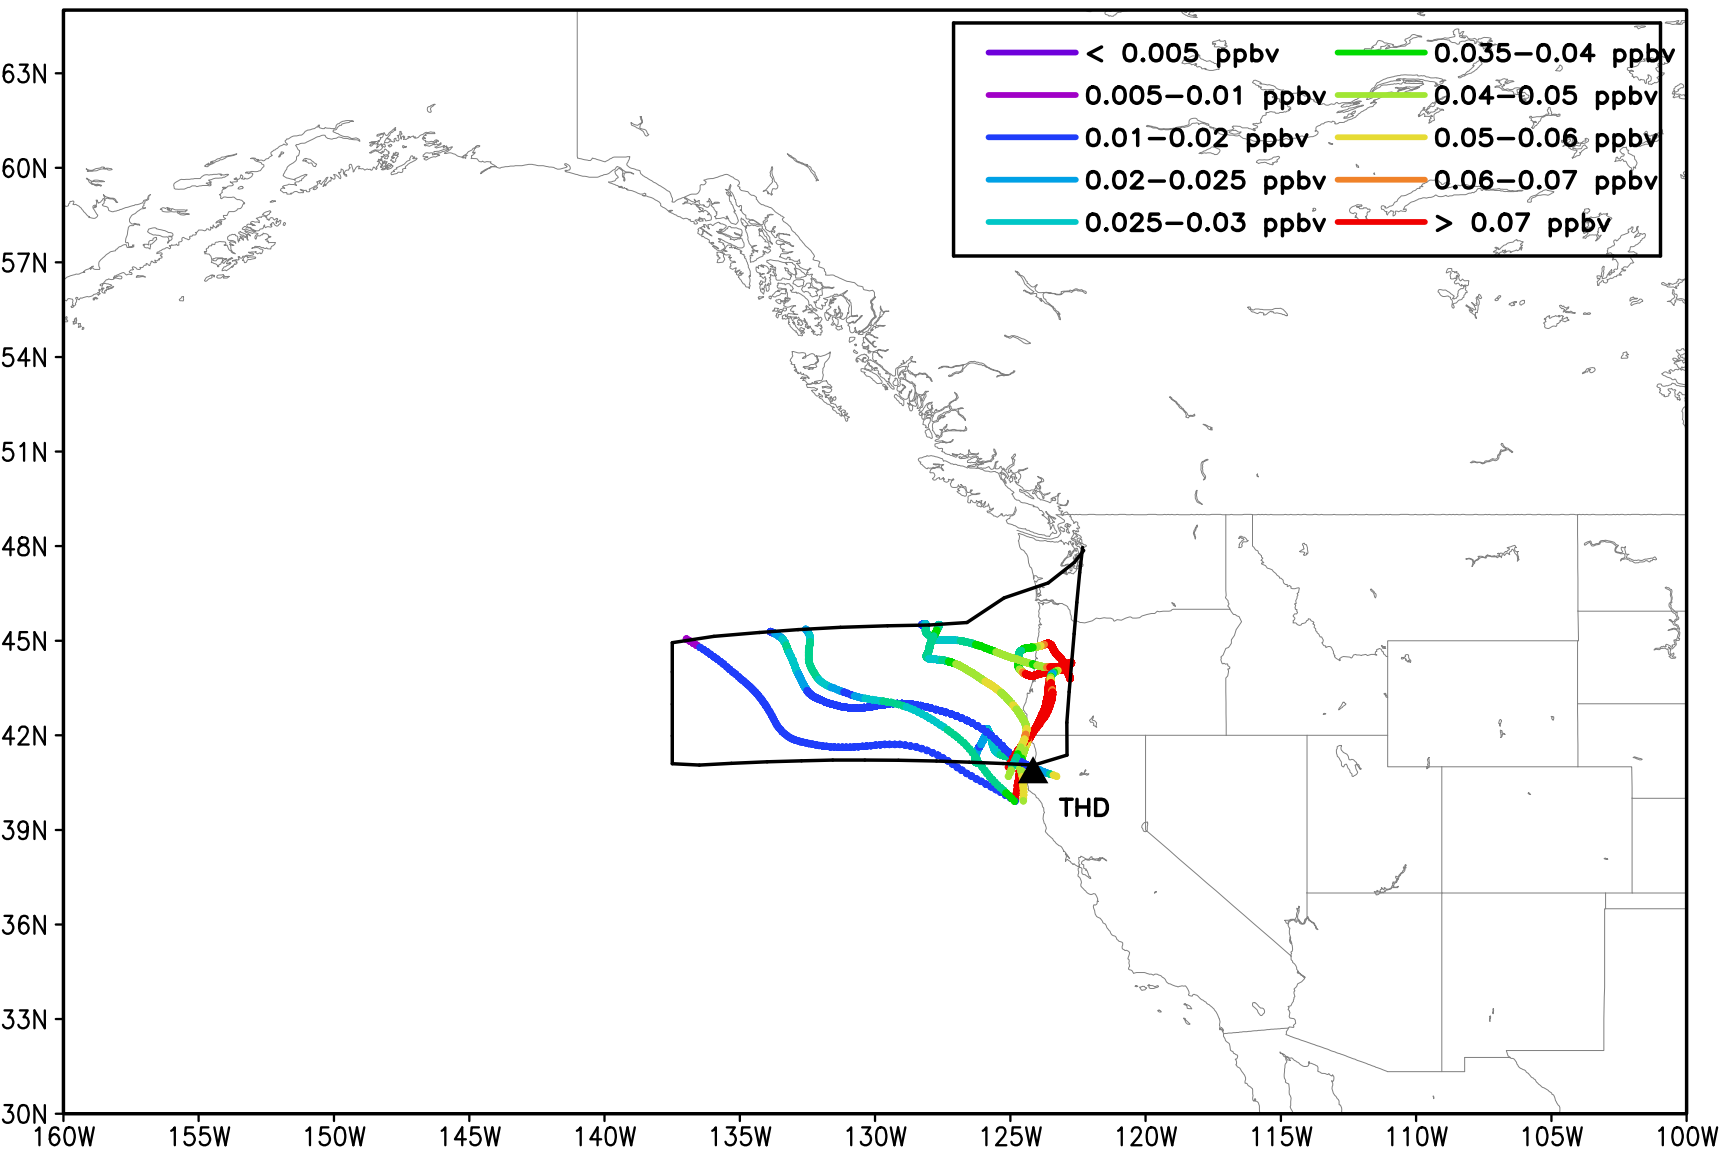 63N
60N
57N
54N
51N
48N
45N
42N
39N
36N
33N
30N
< 0.005 ppbv
0.005-0.01 ppbv
0.01-0.02 ppbv
0.02-0.025 ppbv
0.025-0.03 ppbv
0.035-0.04 ppbv
0.04-0.05 ppbv
0.05-0.06 ppbv
0.06-0.07 ppbv
> 0.07 ppbv
THD
160W 155W 150W 145W 140W 135W 130W 125W 120W 115W 110W 105W 100W